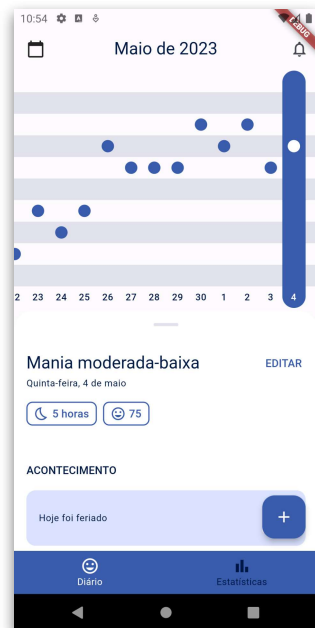 10:54
DEBUG
Maio de 2023
2 23 24 25 26 27 28 29 30 1 2 3 4
Mania moderada-baixa
EDITAR
Quinta-feira, 4 de maio
5 horas
75
ACONTECIMENTO
Hoje foi feriado
+
Diário
Estatísticas